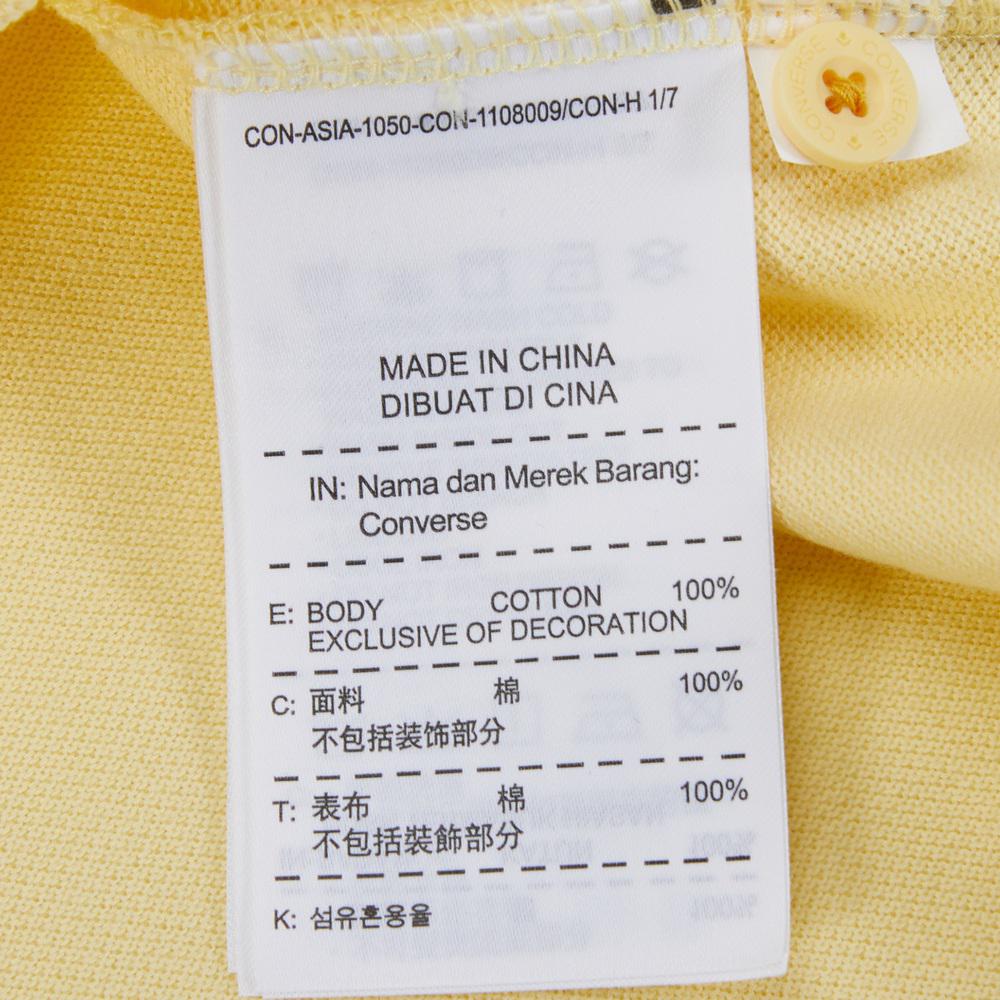 CON-ASIA-1050-CON-1108009/CON-H 1/7
CONVERSE CONVERSE
MADE IN CHINA
DIBUAT DI CINA
IN: Nama dan Merek Barang:
Converse
E: BODY COTTON 100%
EXCLUSIVE OF DECORATION
C: 面料 棉 100%
不包括装饰部分
T: 表布 棉 100%
不包括裝飾部分
K: 섬유혼용율